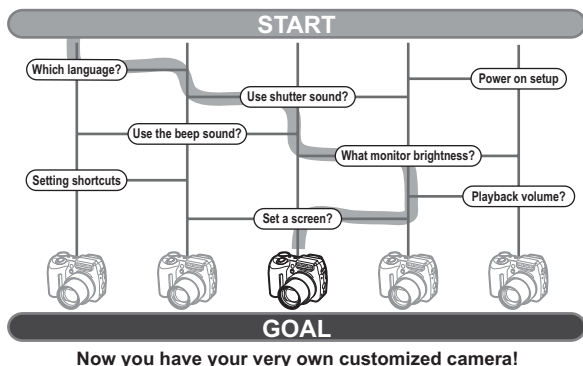 START
Which language?
Power on setup
Use shutter sound?
Use the beep sound?
What monitor brightness?
Setting shortcuts
Playback volume?
Set a screen?
GOAL
Now you have your very own customized camera!